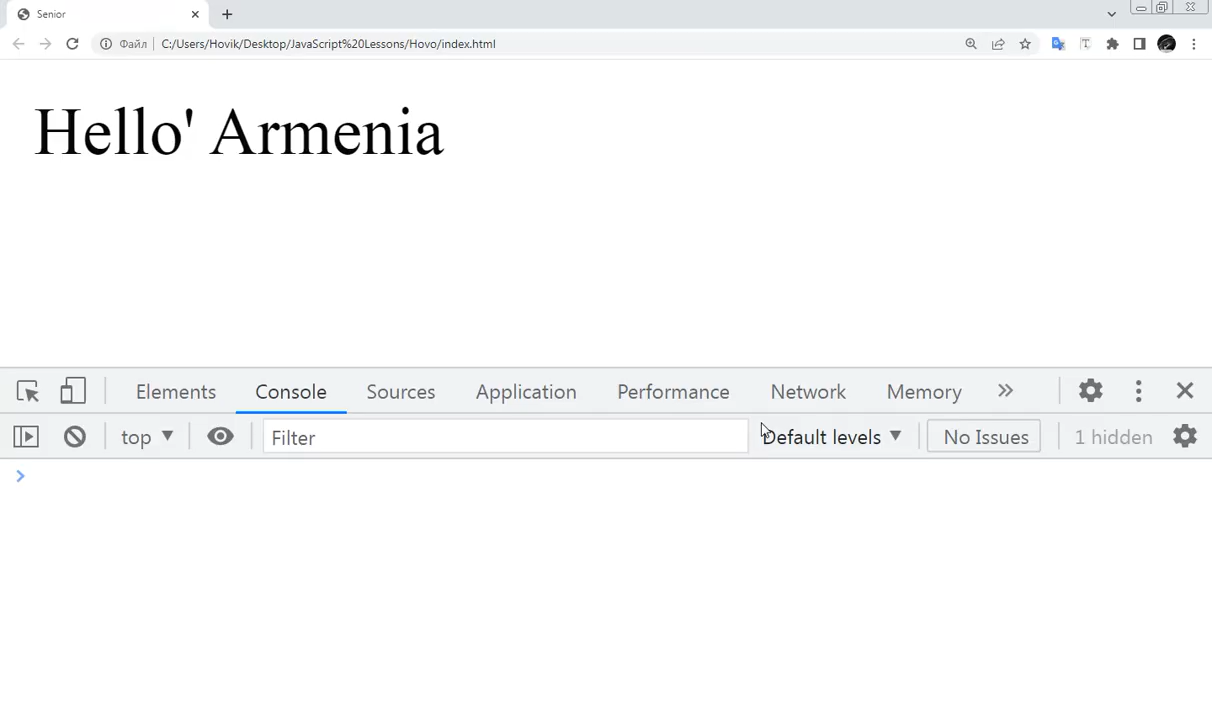 Senior
Файл C:/Users/Hovik/Desktop/JavaScript%20Lessons/Hovo/index.html
Hello' Armenia
Elements Console Sources Application Performance Network Memory
top Filter Default levels No Issues 1 hidden